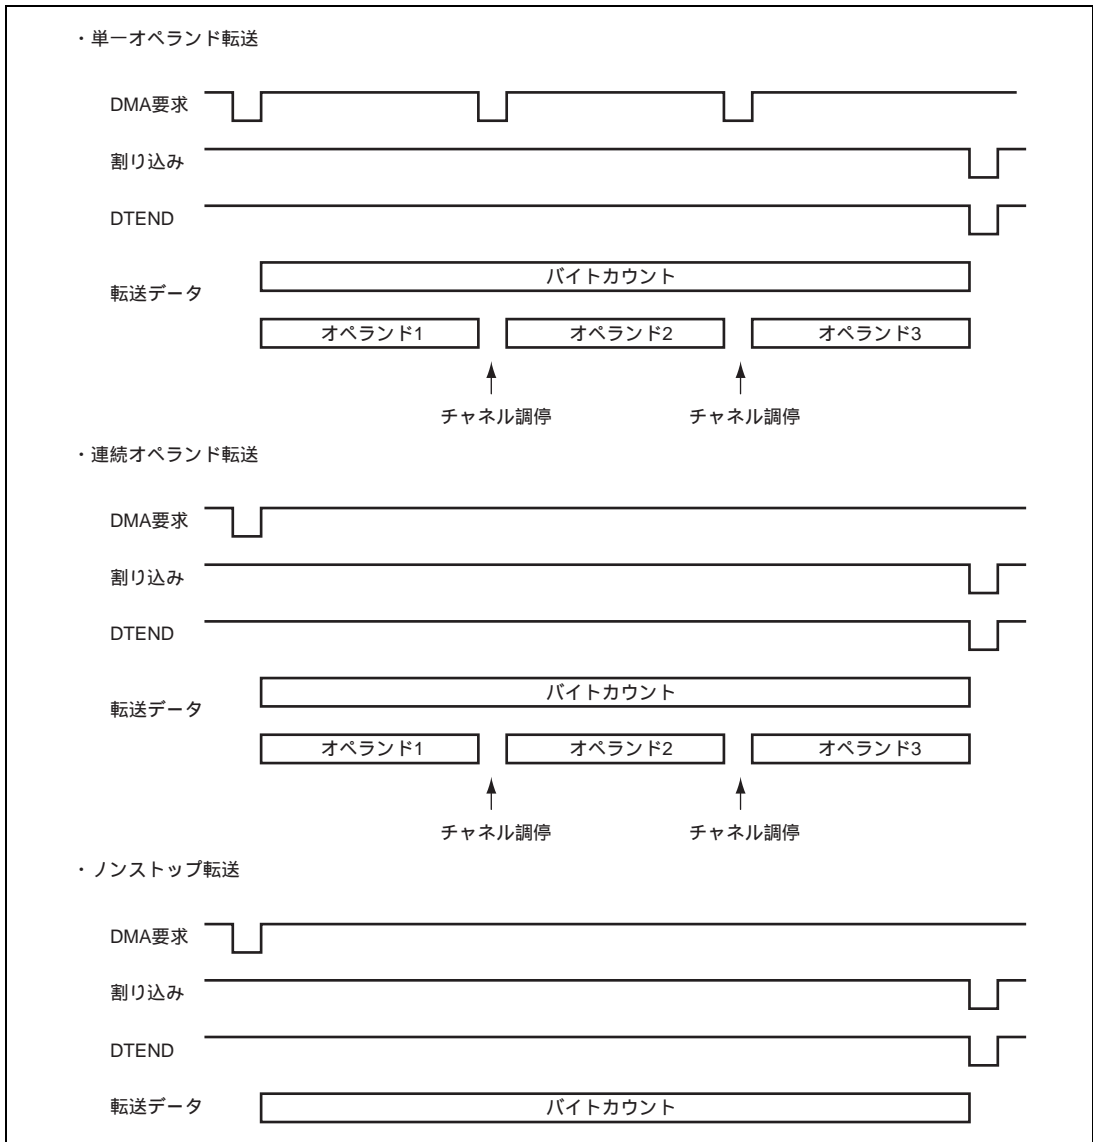 ・単一オペランド転送
DMA要求
割り込み
DTEND
転送データ
バイトカウント
オペランド1
オペランド2
オペランド3
チャネル調停
チャネル調停
・連続オペランド転送
DMA要求
割り込み
DTEND
転送データ
バイトカウント
オペランド1
オペランド2
オペランド3
チャネル調停
チャネル調停
・ノンストップ転送
DMA要求
割り込み
DTEND
転送データ
バイトカウント